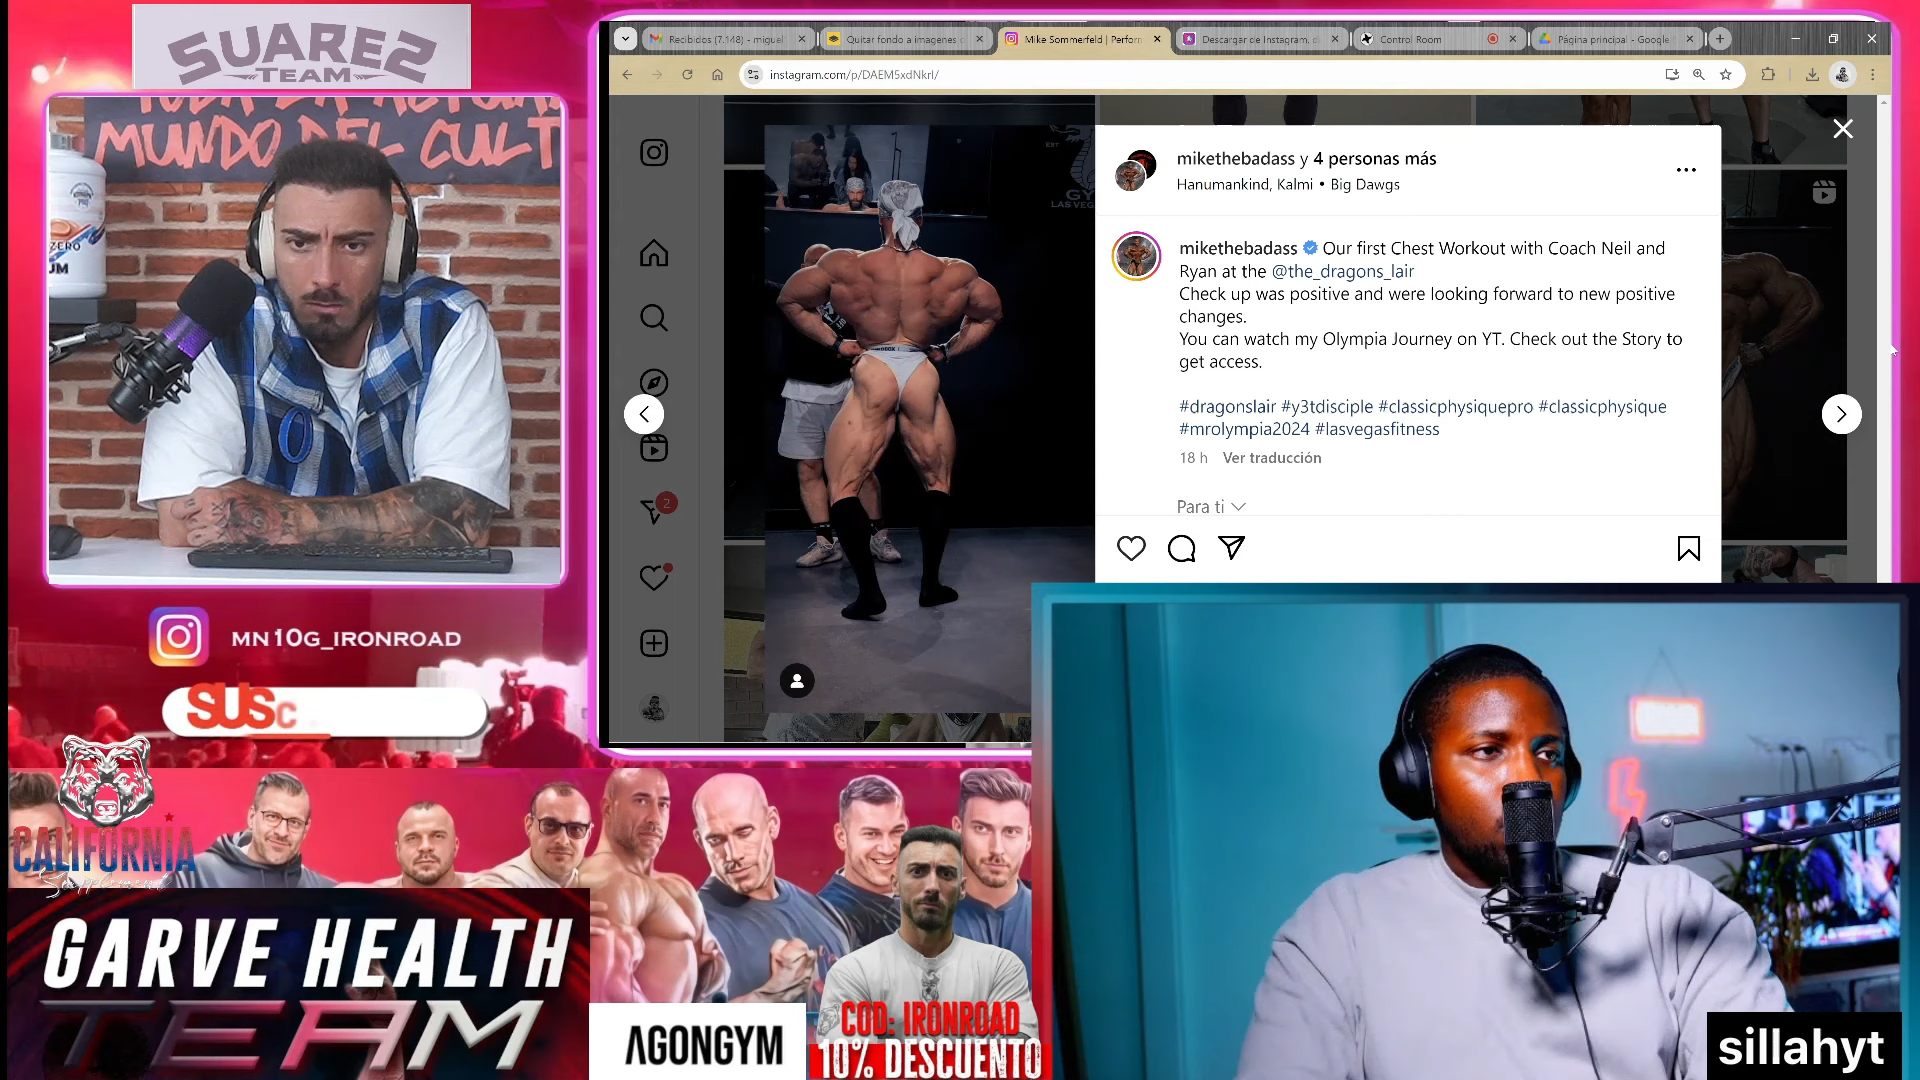 SUAREZ
TEAM
MUNDO DEL CULT
ZERO
MN10G_IRONROAD
SUSC
CALIFORNIA
GARVE HEALTH
TEAM
AGONGYM
COD: IRONROAD
10% DESCUENTO
Recibidos (7.148) - miguel
Quitar fondo a imagenes
Mike Sommerfeld | Perform
Descargar de Instagram, d
Control Room
Página principal - Google
instagram.com/p/DAEM5xdNkrI/
GY
LAS VEGA
2
mikethebadass y 4 personas más
Hanumankind, Kalmi • Big Dawgs
mikethebadass Our first Chest Workout with Coach Neil and
Ryan at the @the_dragons_lair
Check up was positive and were looking forward to new positive
changes.
You can watch my Olympia Journey on YT. Check out the Story to
get access.
#dragonslair #y3tdisciple #classicphysiquepro #classicphysique
#mrolympia2024 #lasvegasfitness
18 h Ver traducción
Para ti
sillahyt